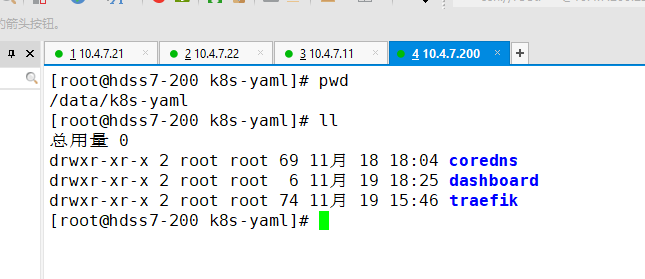 的箭头按钮。
1 10.4.7.21 × 2 10.4.7.22 × 3 10.4.7.11 × 4 10.4.7.200 × +
[root@hdss7-200 k8s-yaml]# pwd
/data/k8s-yaml
[root@hdss7-200 k8s-yaml]# ll
总用量 0
drwxr-xr-x 2 root root 69 11月 18 18:04 coredns
drwxr-xr-x 2 root root  6 11月 19 18:25 dashboard
drwxr-xr-x 2 root root 74 11月 19 15:46 traefik
[root@hdss7-200 k8s-yaml]#